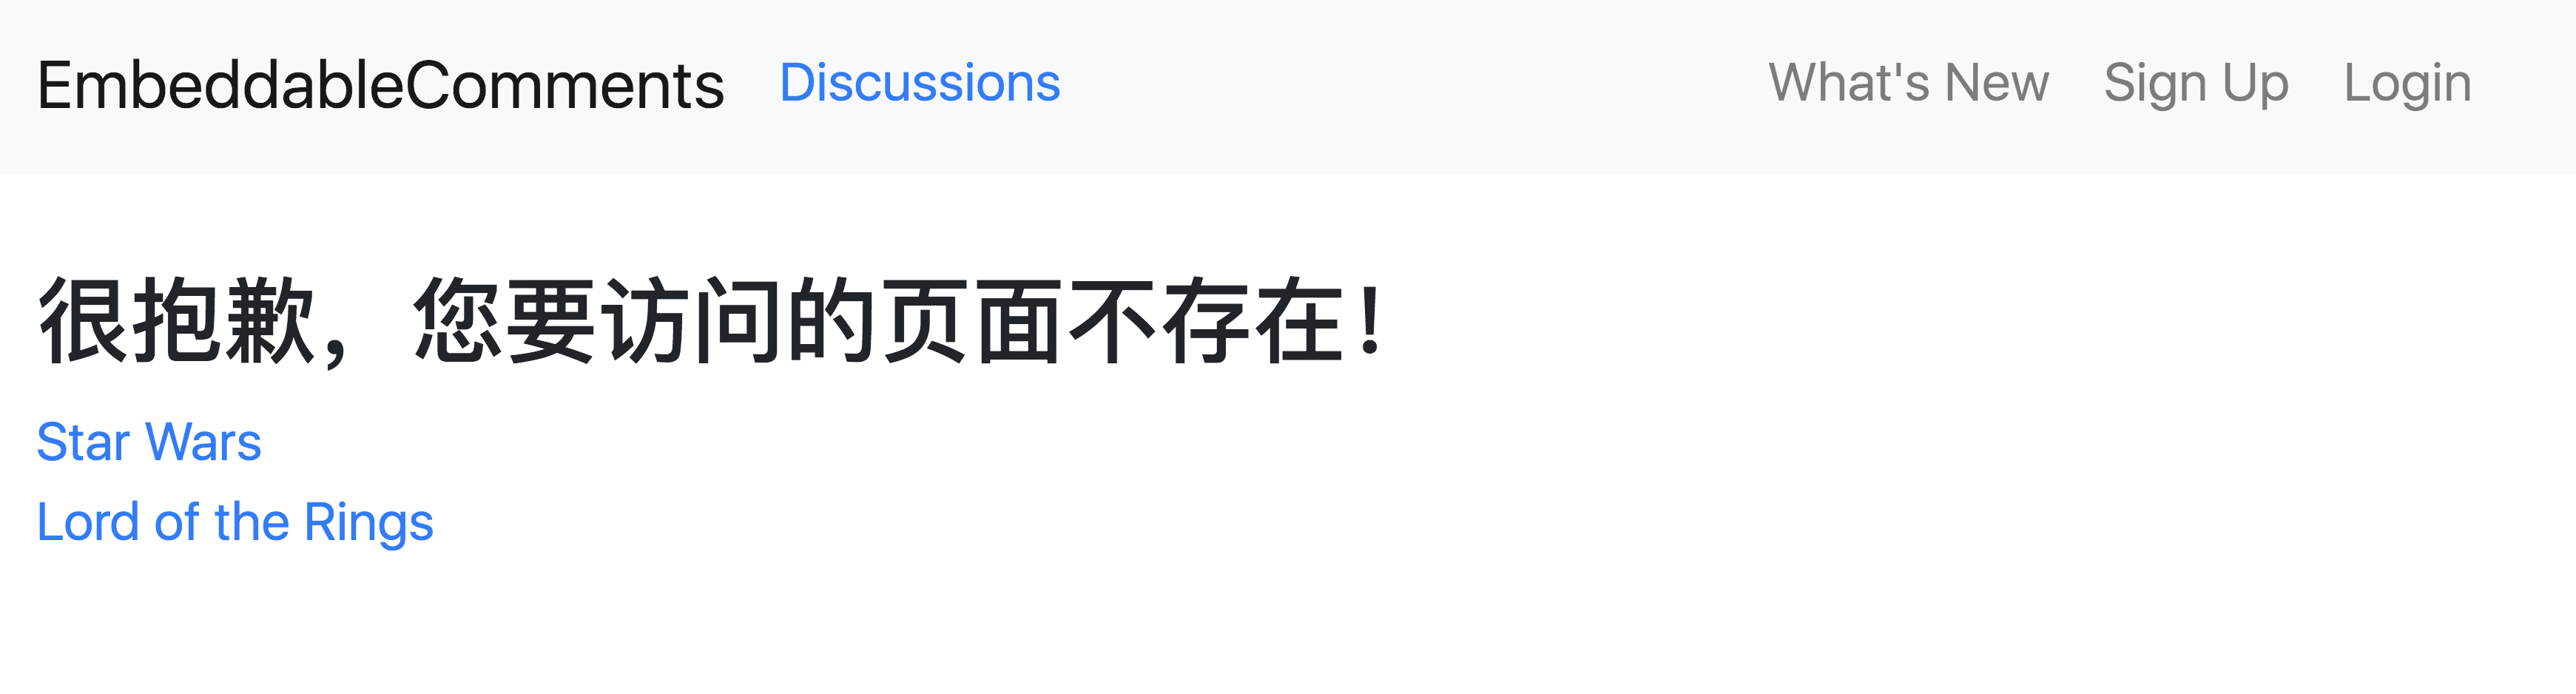 EmbeddableComments Discussions What's New Sign Up Login
很抱歉，您要访问的页面不存在！
Star Wars
Lord of the Rings